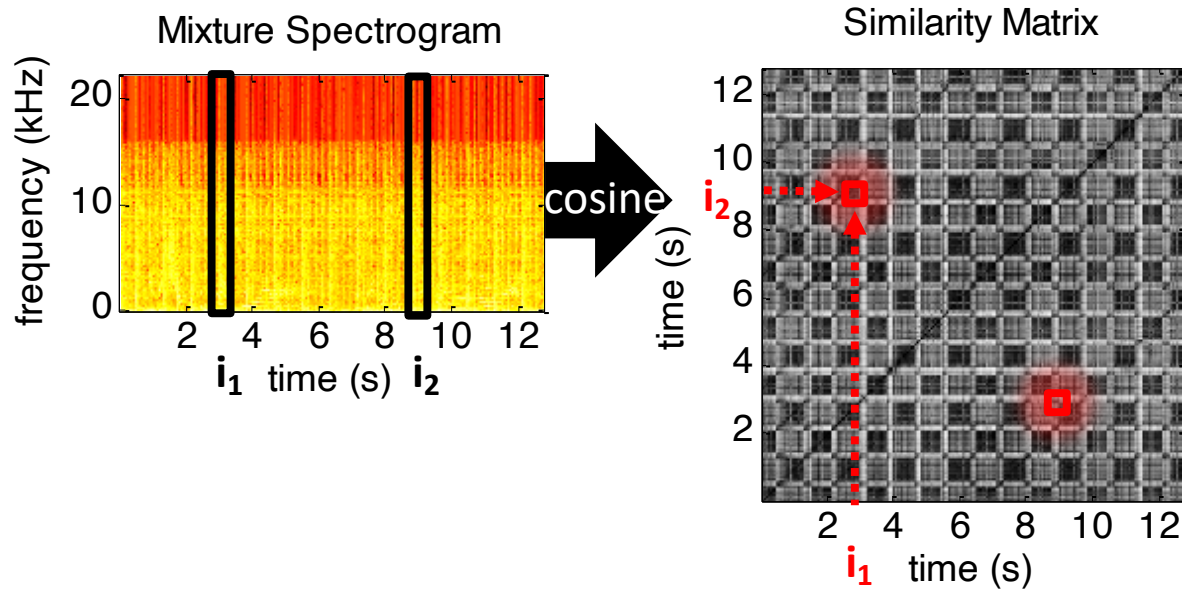 Mixture Spectrogram
frequency (kHz)
20
10
0
2 4 6 8 10 12
i1 time (s) i2
cosine
Similarity Matrix
time (s)
12
10
8
6
4
2
i2
2 4 6 8 10 12
i1 time (s)